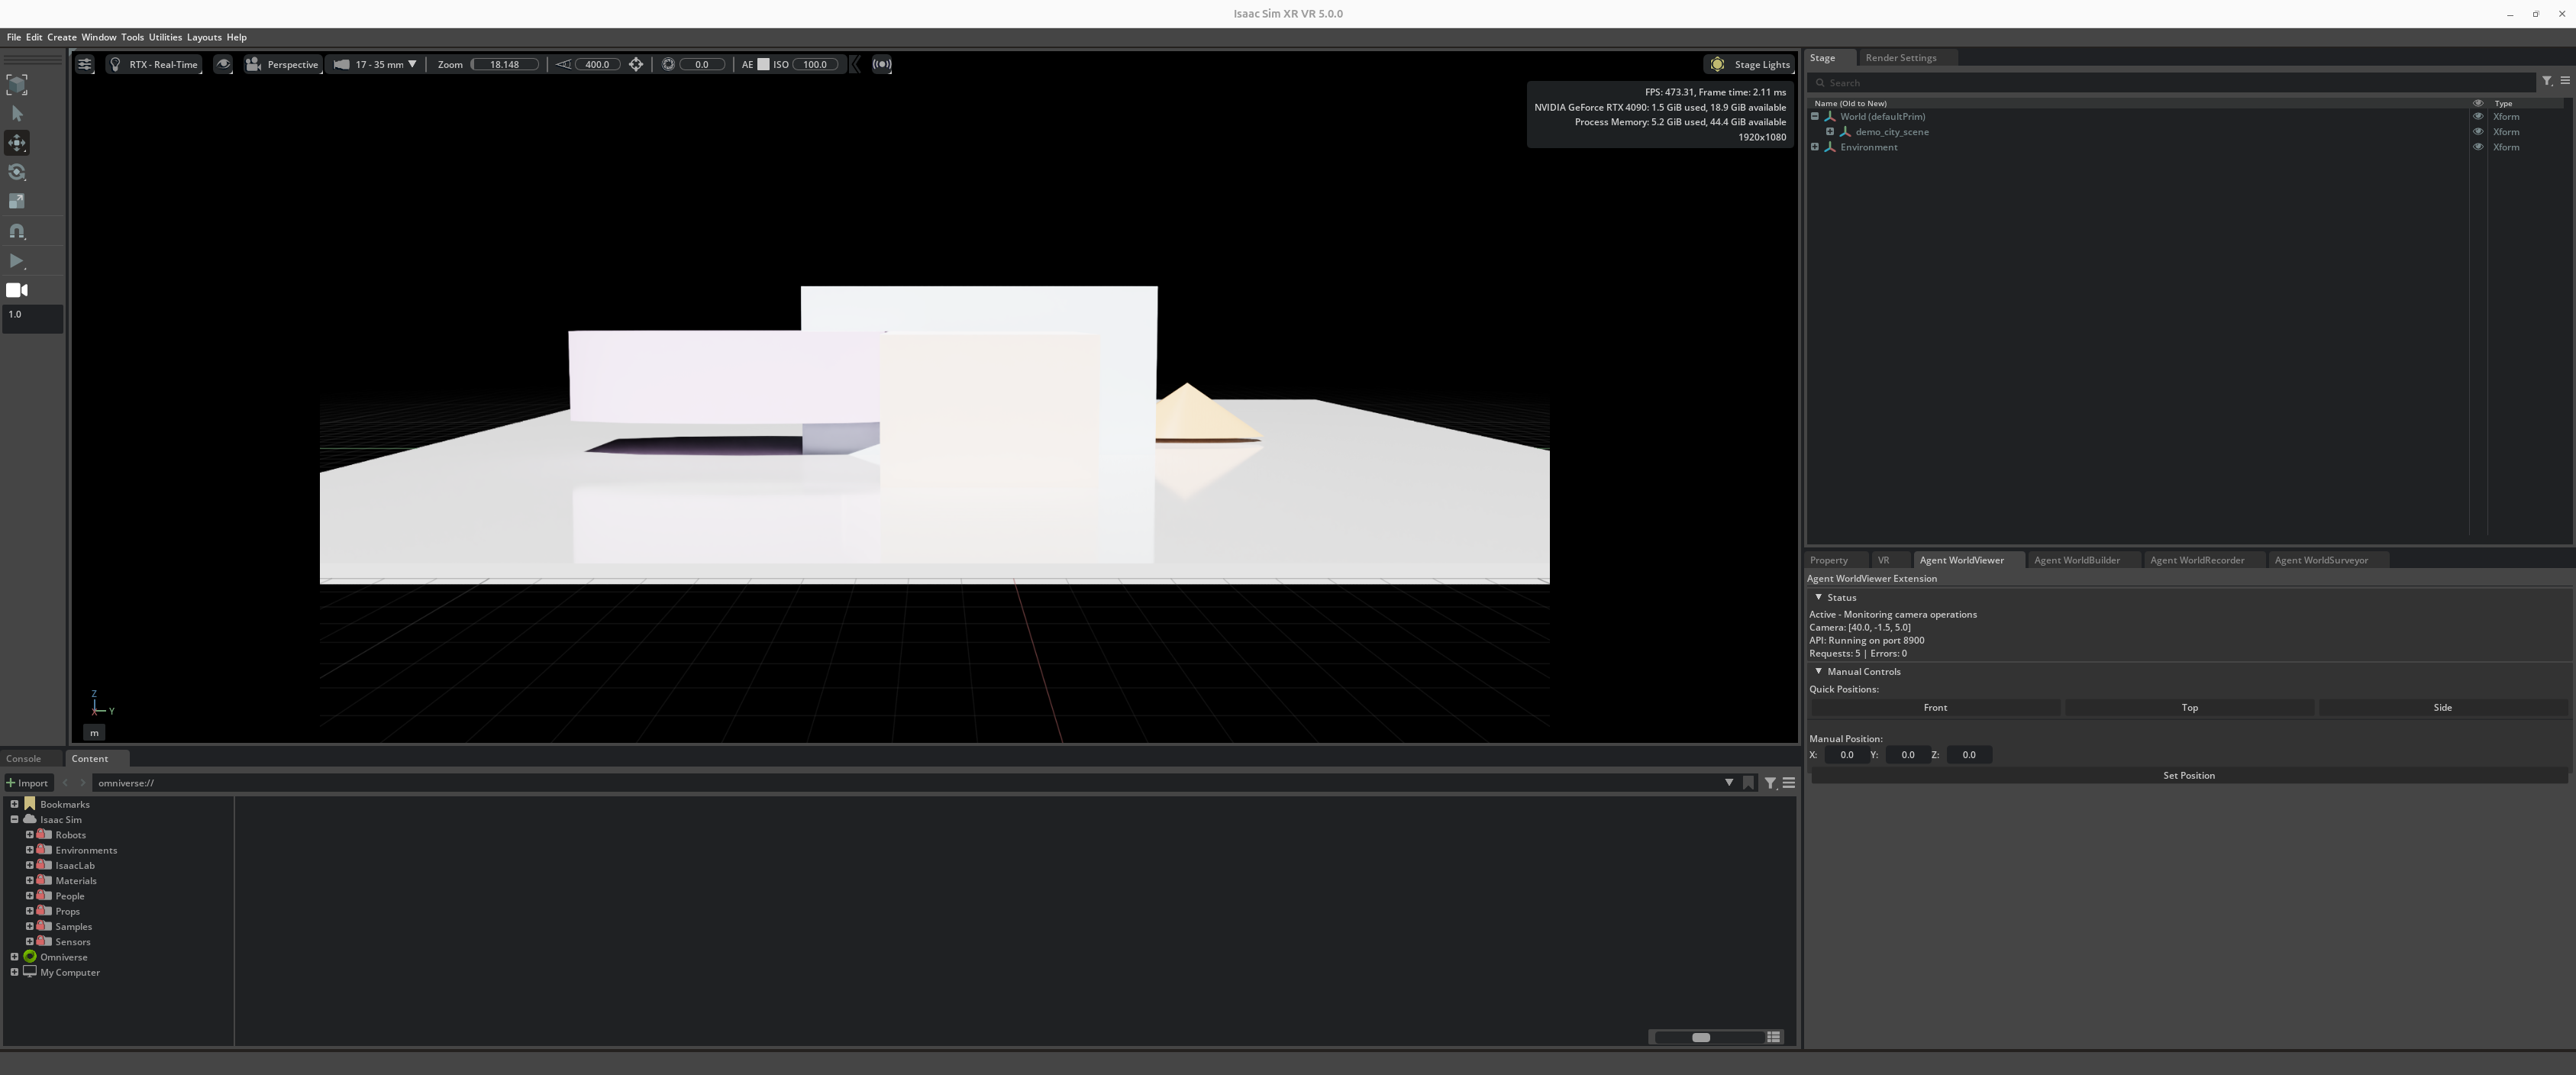 Isaac Sim XR VR 5.0.0
File Edit Create Window Tools Utilities Layouts Help
RTX - Real-Time
Perspective
17 - 35 mm
Zoom 18.148
400.0
0.0
AE ISO 100.0
Stage Lights
FPS: 473.31, Frame time: 2.11 ms
NVIDIA GeForce RTX 4090: 1.5 GiB used, 18.9 GiB available
Process Memory: 5.2 GiB used, 44.4 GiB available
1920x1080
1.0
Z
X Y
m
Stage Render Settings
Search
Name (Old to New) Type
World (defaultPrim) Xform
demo_city_scene Xform
Environment Xform
Property VR Agent WorldViewer Agent WorldBuilder Agent WorldRecorder Agent WorldSurveyor
Agent WorldViewer Extension
Status
Active - Monitoring camera operations
Camera: [40.0, -1.5, 5.0]
API: Running on port 8900
Requests: 5 | Errors: 0
Manual Controls
Quick Positions:
Front Top Side
Manual Position:
X: 0.0 Y: 0.0 Z: 0.0
Set Position
Console Content
Import omniverse://
Bookmarks
Isaac Sim
Robots
Environments
IsaacLab
Materials
People
Props
Samples
Sensors
Omniverse
My Computer